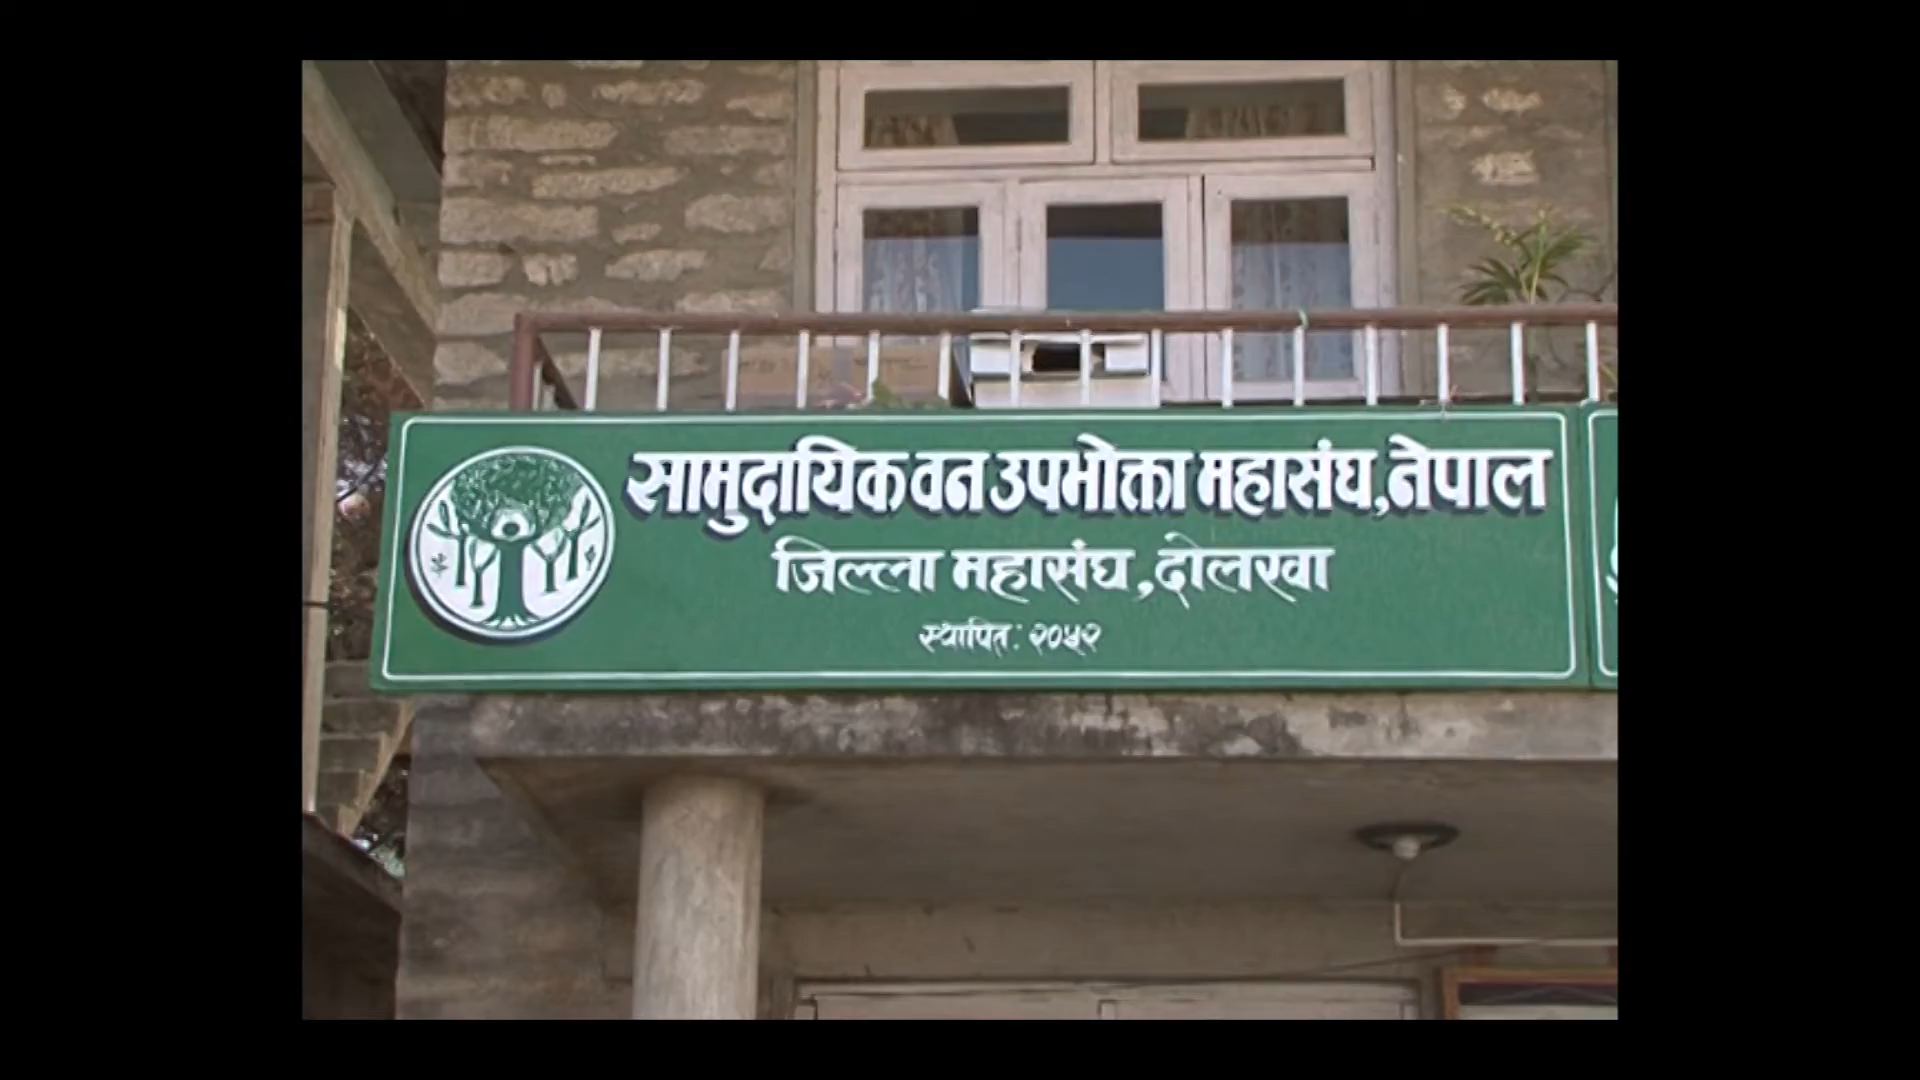 सामुदायिक वन उपभोक्ता महासंघ, नेपाल
जिल्ला महासंघ, दोलखा
स्थापित: २०५२